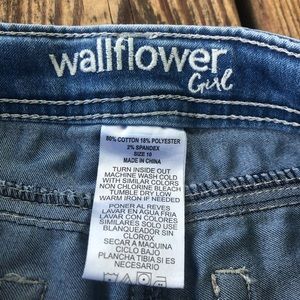 wallflower
Girl
80% COTTON 18% POLYESTER
2% SPANDEX
SIZE 10
MADE IN CHINA
TURN INSIDE OUT
MACHINE WASH COLD
WITH SIMILAR COLORS
NON CHLORINE BLEACH
TUMBLE DRY LOW
WARM IRON IF NEEDED
PONER AL REVES
LAVAR EN AGUA FRIA
LAVAR CON COLORES
SIMILARES SOLO USE
BLANQUEADOR SIN
CLOROX
SECAR A MAQUINA
CICLO BAJO
PLANCHA TIBIA SI ES
NECESARIO